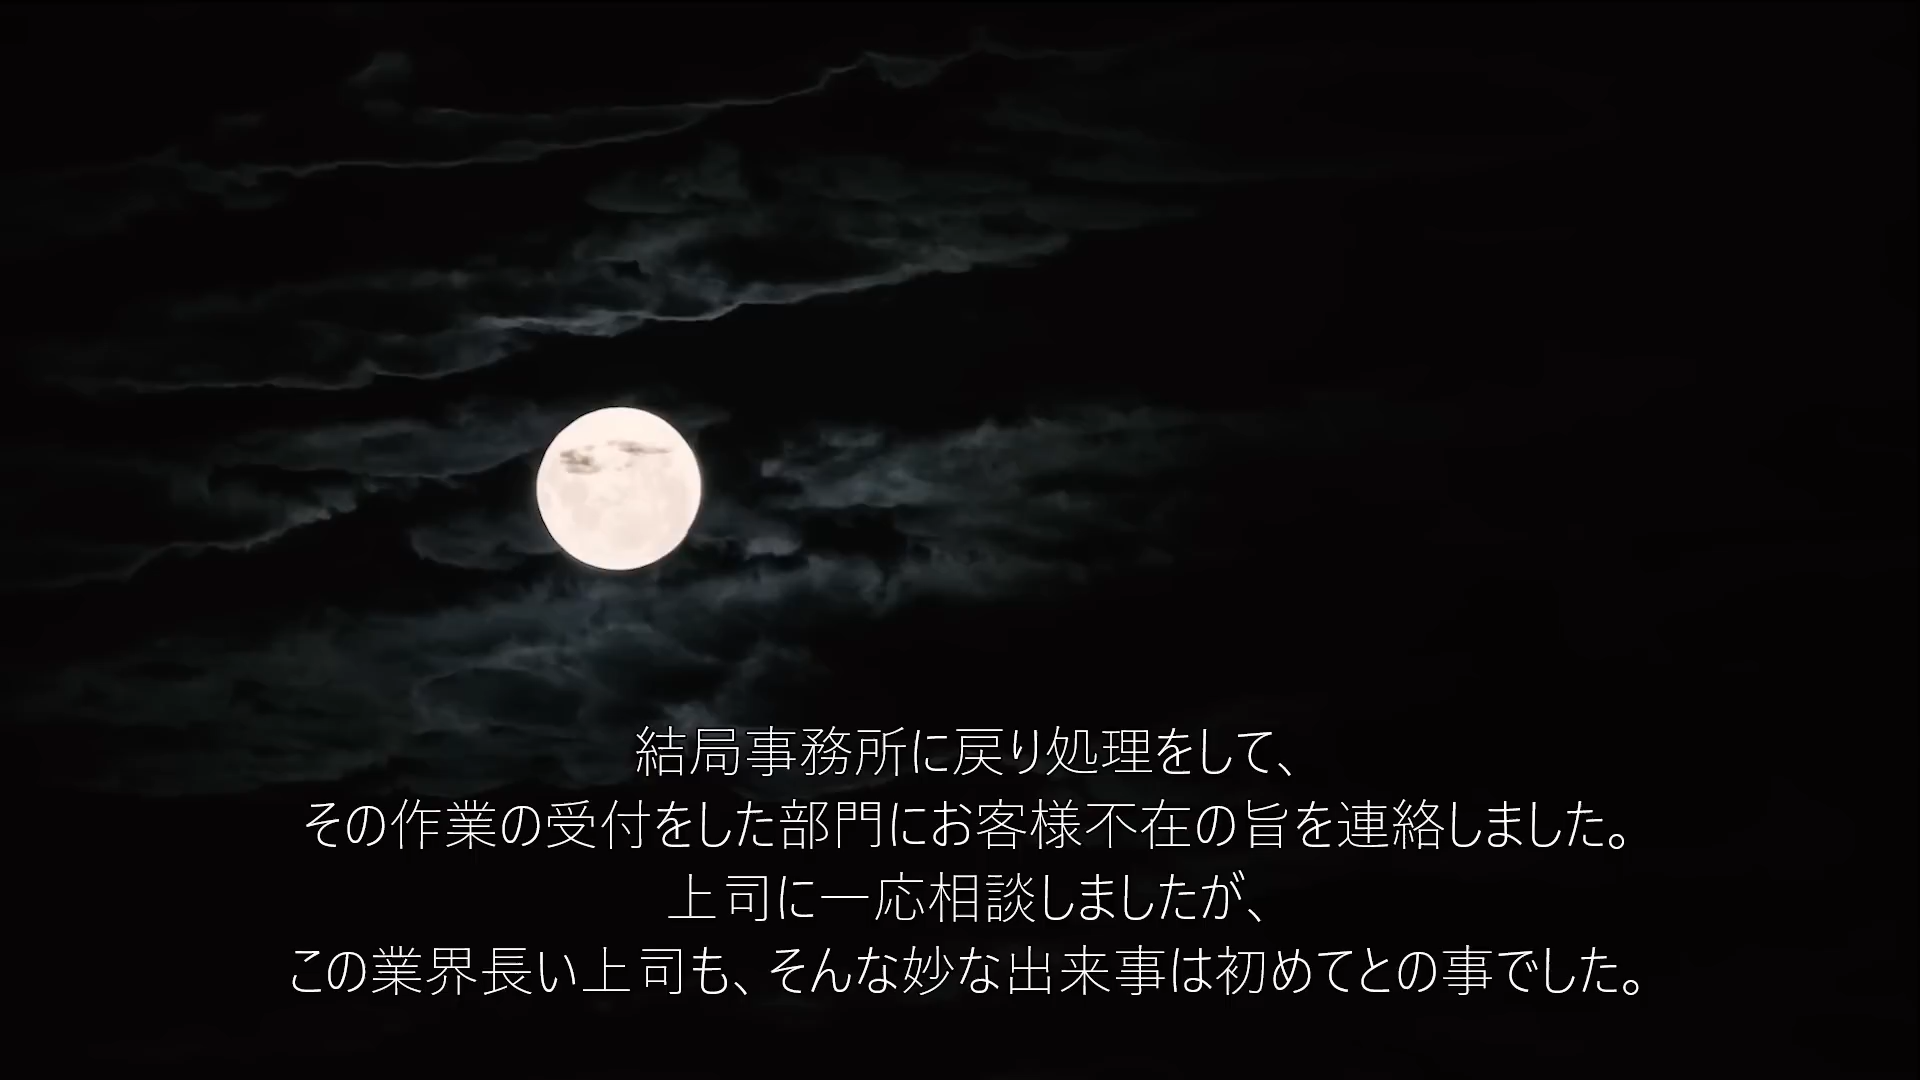 結局事務所に戻り処理をして、
その作業の受付をした部門にお客様不在の旨を連絡しました。
上司に一応相談しましたが、
この業界長い上司も、そんな妙な出来事は初めてとの事でした。